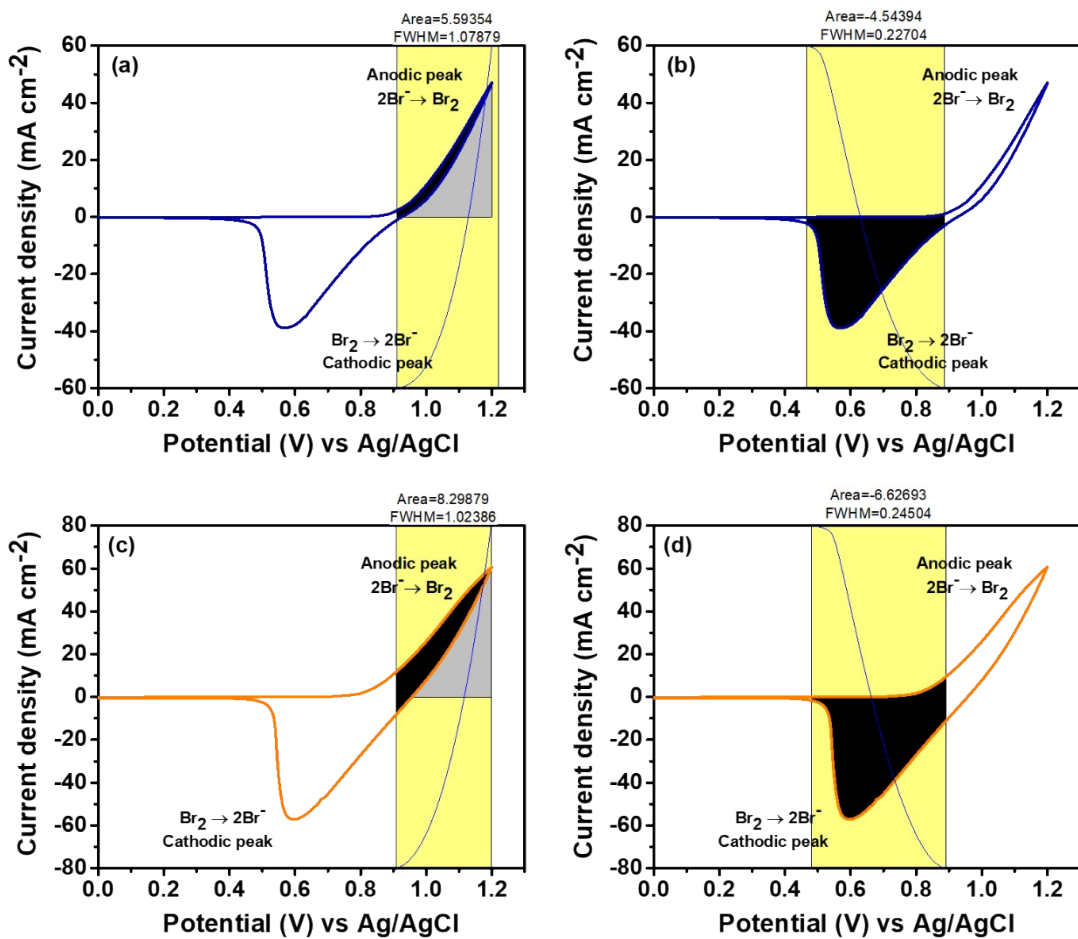 Area=5.59354
FWHM=1.07879
(a)
Anodic peak
2Br⁻→ Br₂
Br₂ → 2Br⁻
Cathodic peak
Current density (mA cm⁻²)
60
40
20
0
-20
-40
-60
0.0 0.2 0.4 0.6 0.8 1.0 1.2
Potential (V) vs Ag/AgCl
Area=-4.54394
FWHM=0.22704
(b)
Anodic peak
2Br⁻→ Br₂
Br₂ → 2Br⁻
Cathodic peak
Current density (mA cm⁻²)
60
40
20
0
-20
-40
-60
0.0 0.2 0.4 0.6 0.8 1.0 1.2
Potential (V) vs Ag/AgCl
Area=8.29879
FWHM=1.02386
(c)
Anodic peak
2Br⁻→ Br₂
Br₂ → 2Br⁻
Cathodic peak
Current density (mA cm⁻²)
80
60
40
20
0
-20
-40
-60
-80
0.0 0.2 0.4 0.6 0.8 1.0 1.2
Potential (V) vs Ag/AgCl
Area=-6.62693
FWHM=0.24504
(d)
Anodic peak
2Br⁻→ Br₂
Br₂ → 2Br⁻
Cathodic peak
Current density (mA cm⁻²)
80
60
40
20
0
-20
-40
-60
-80
0.0 0.2 0.4 0.6 0.8 1.0 1.2
Potential (V) vs Ag/AgCl